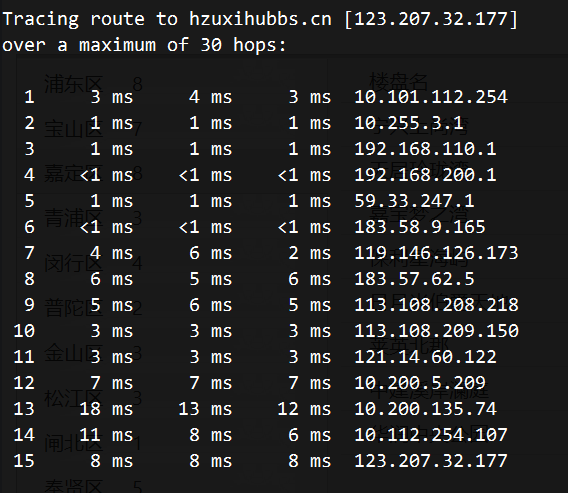 Tracing route to hzuxihubbs.cn [123.207.32.177]
over a maximum of 30 hops:
浦东区 8 楼盘名
1 3 ms 4 ms 3 ms 10.101.112.254
宝山区 7
2 1 ms 1 ms 1 ms 10.255.3.1
3 1 ms 1 ms 1 ms 192.168.110.1
嘉定区 8
4 <1 ms <1 ms <1 ms 192.168.200.1
青浦区 3
5 1 ms 1 ms 1 ms 59.33.247.1
6 <1 ms <1 ms <1 ms 183.58.9.165
闵行区 4
7 4 ms 6 ms 2 ms 119.146.126.173
8 6 ms 5 ms 6 ms 183.57.62.5
普陀区 2
9 5 ms 6 ms 5 ms 113.108.208.218
10 3 ms 3 ms 3 ms 113.108.209.150
金山区 3
11 3 ms 3 ms 3 ms 121.14.60.122
12 7 ms 7 ms 7 ms 10.200.5.209
松江区 3
13 18 ms 13 ms 12 ms 10.200.135.74
14 11 ms 8 ms 6 ms 10.112.254.107
闸北区 1
15 8 ms 8 ms 8 ms 123.207.32.177
奉贤区 5